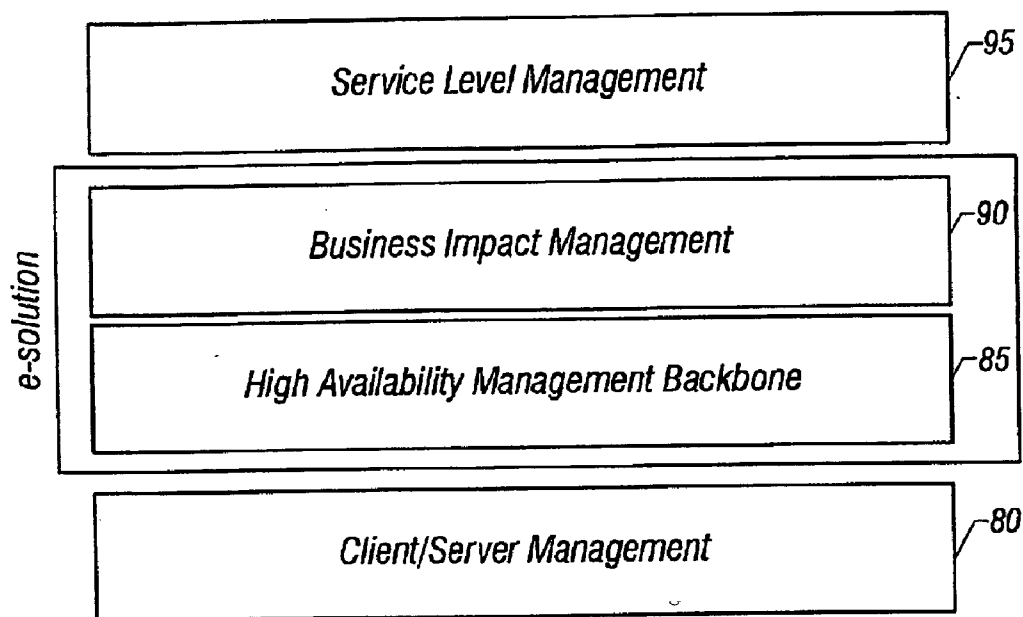 Service Level Management
95
e-solution
Business Impact Management
90
High Availability Management Backbone
85
Client/Server Management
80